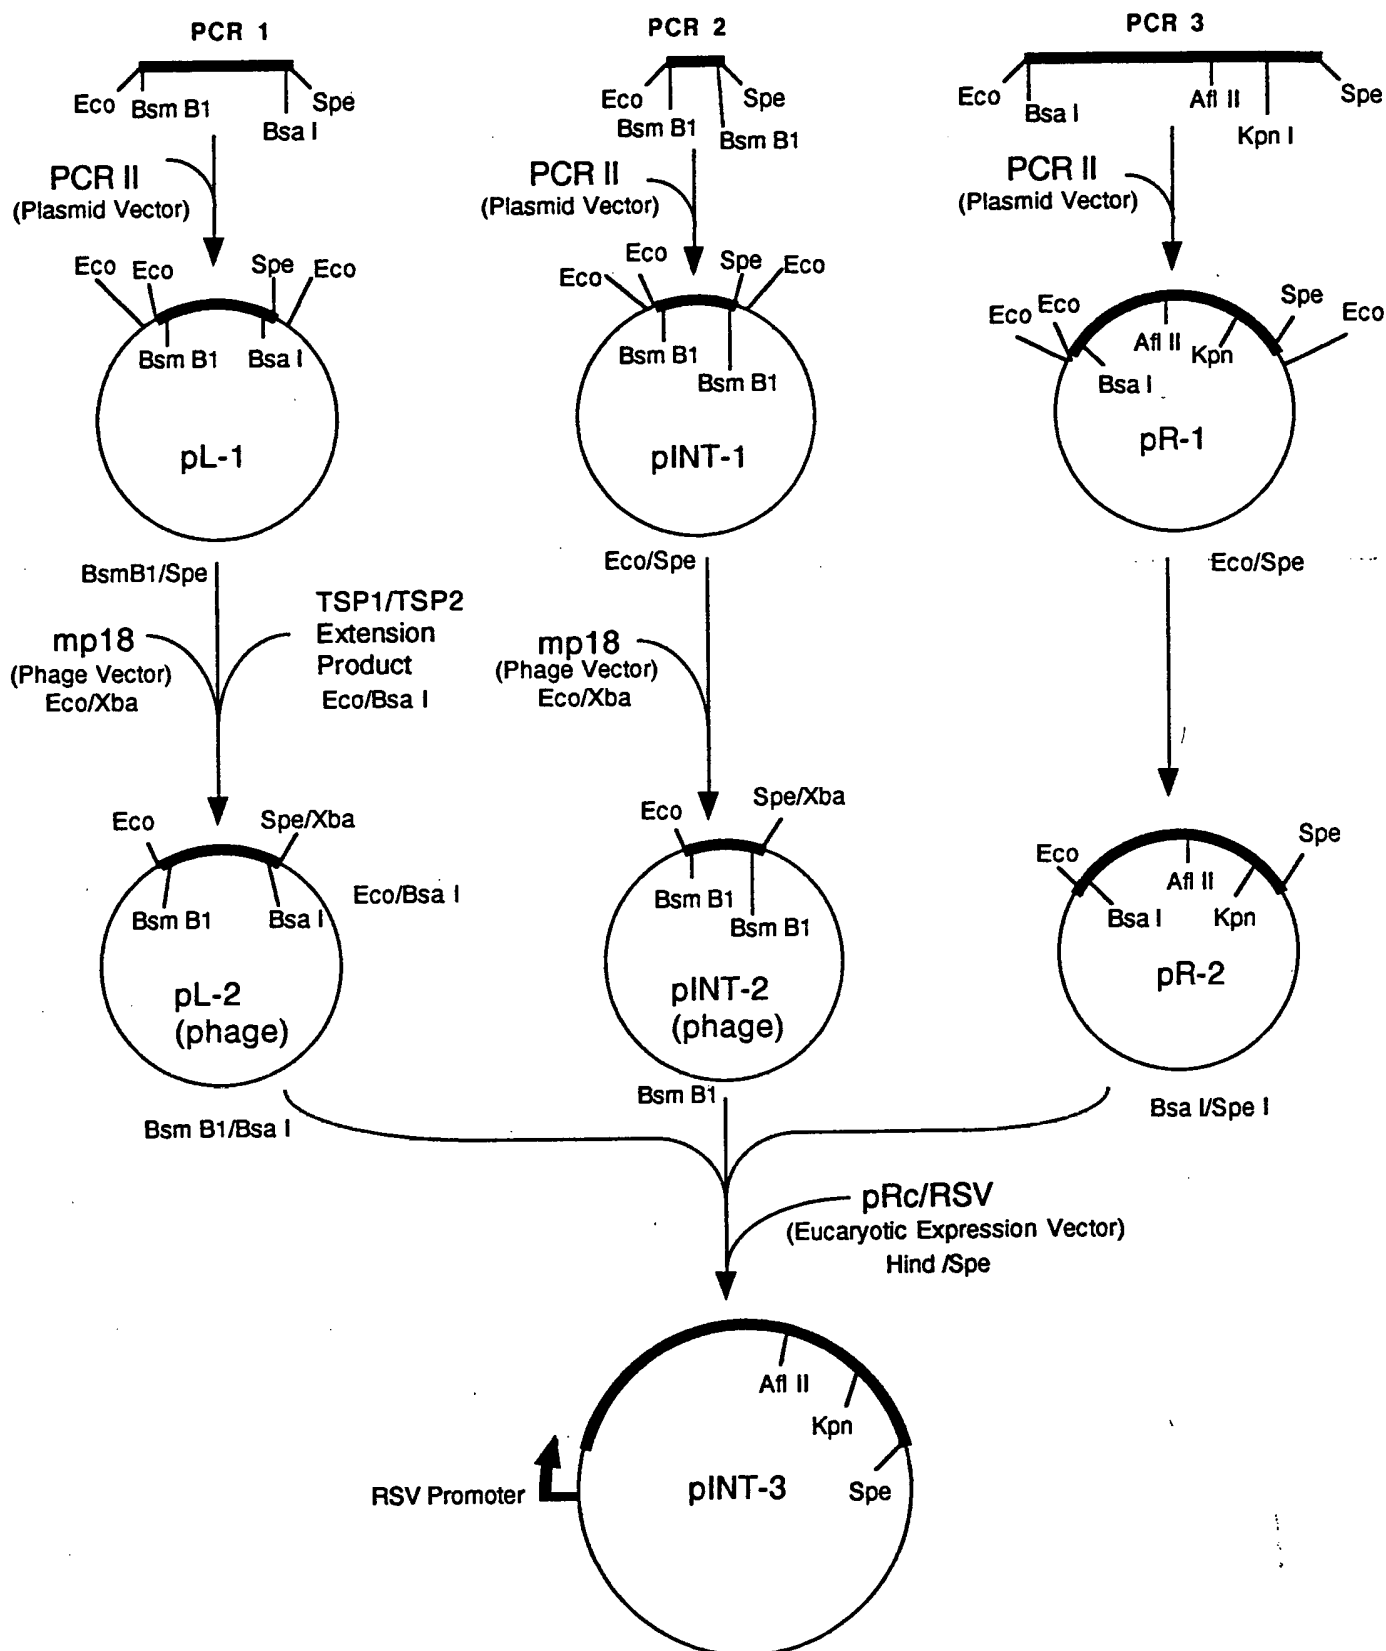 PCR 1
Eco
Bsm B1
Bsa I
Spe
PCR II
(Plasmid Vector)
Eco
Eco
Spe
Eco
Bsm B1
Bsa I
pL-1
PCR 2
Eco
Bsm B1
Spe
Bsm B1
PCR II
(Plasmid Vector)
Eco
Eco
Spe
Eco
Bsm B1
Bsm B1
pINT-1
PCR 3
Eco
Bsa I
Afl II
Kpn I
Spe
PCR II
(Plasmid Vector)
Eco
Eco
Afl II
Kpn
Spe
Eco
Bsa I
pR-1
BsmB1/Spe
mp18
(Phage Vector)
Eco/Xba
TSP1/TSP2
Extension
Product
Eco/Bsa I
Eco/Spe
mp18
(Phage Vector)
Eco/Xba
Eco/Spe
Eco
Spe/Xba
Bsm B1
Bsa I
Eco/Bsa I
pL-2
(phage)
Eco
Spe/Xba
Bsm B1
Bsm B1
pINT-2
(phage)
Eco
Spe
Afl II
Bsa I
Kpn
pR-2
Bsm B1/Bsa I
Bsm B1
Bsa I/Spe I
pRc/RSV
(Eucaryotic Expression Vector)
Hind /Spe
Afl II
Kpn
Spe
RSV Promoter
pINT-3